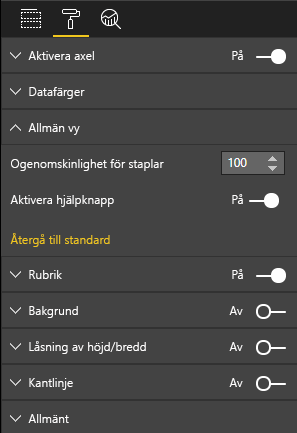 Aktivera axel På
Datafärger
Allmän vy
Ogenomskinlighet för staplar 100
Aktivera hjälpknapp På
Återgå till standard
Rubrik På
Bakgrund Av
Låsning av höjd/bredd Av
Kantlinje Av
Allmänt